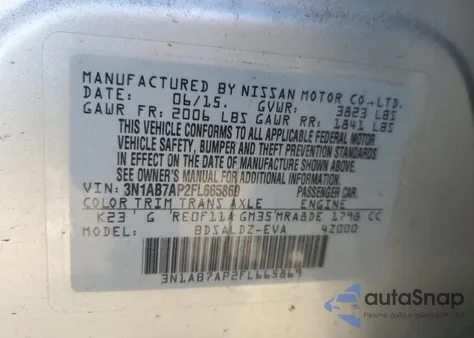 MANUFACTURED BY NISSAN MOTOR CO.,LTD.
DATE: 06/15. GVWR: 3823 LBS
GAWR FR: 2006 LBS GAWR RR: 1841 LBS
THIS VEHICLE CONFORMS TO ALL APPLICABLE FEDERAL MOTOR
VEHICLE SAFETY, BUMPER AND THEFT PREVENTION STANDARDS
IN EFFECT ON THE DATE OF MANUFACTURE SHOWN ABOVE.
SEE OWNER'S MANUAL FOR ADDITIONAL INFORMATION
VIN: 3N1AB7AP2FL665869 PASSENGER CAR
COLOR TRIM TRANS AXLE ENGINE
K23 G RE0F11A GM35 MRA8DE 1798 CC
MODEL: BDSALDZ-EVA 4Z000
3N1AB7AP2FL665869
autoSnap